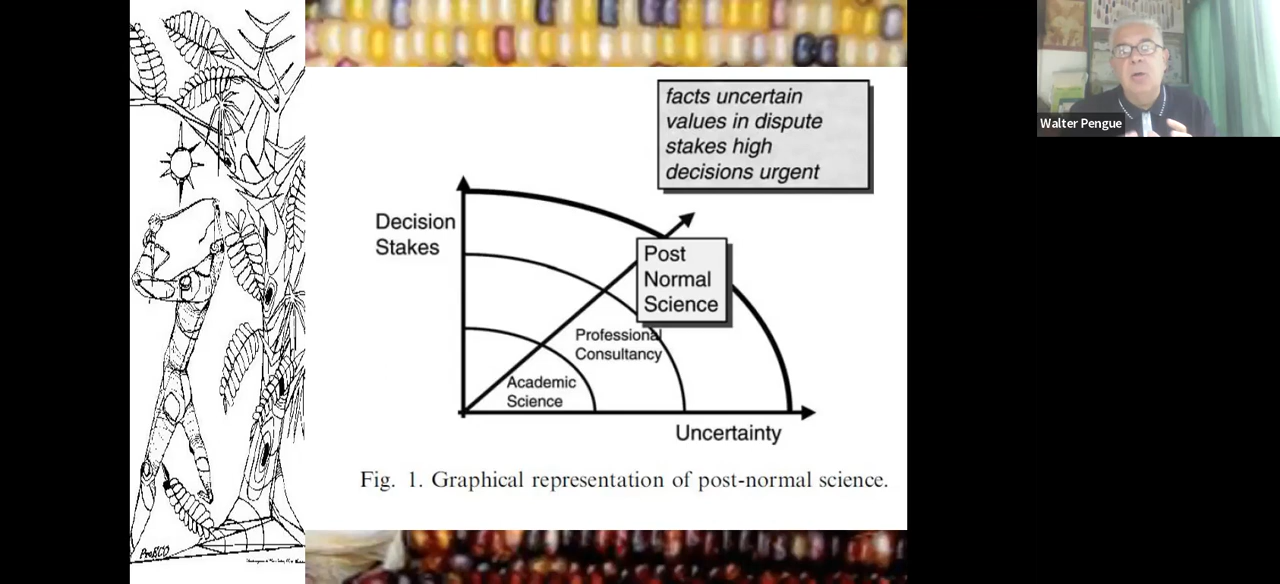 facts uncertain
values in dispute
stakes high
decisions urgent
Walter Pengue
Decision
Stakes
Post
Normal
Science
Professional
Consultancy
Academic
Science
Uncertainty
Fig. 1. Graphical representation of post-normal science.